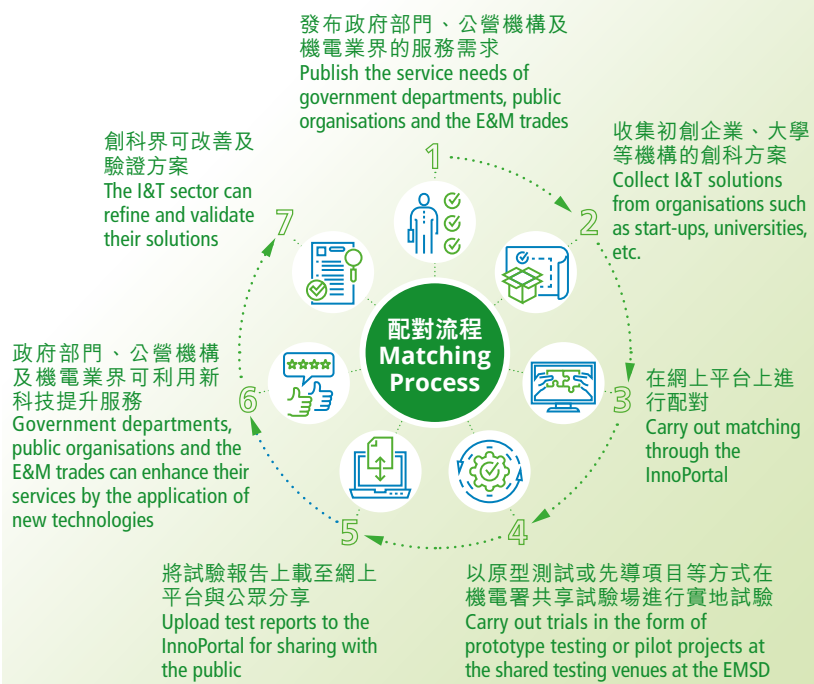 發布政府部門、公營機構及
機電業界的服務需求
Publish the service needs of
government departments, public
organisations and the E&M trades
1
收集初創企業、大學
等機構的創科方案
Collect I&T solutions
from organisations such
as start-ups, universities,
etc.
2
在網上平台上進
行配對
Carry out matching
through the
InnoPortal
3
以原型測試或先導項目等方式在
機電署共享試驗場進行實地試驗
Carry out trials in the form of
prototype testing or pilot projects at
the shared testing venues at the EMSD
4
將試驗報告上載至網上
平台與公眾分享
Upload test reports to the
InnoPortal for sharing with
the public
5
政府部門、公營機構
及機電業界可利用新
科技提升服務
Government departments,
public organisations and the
E&M trades can enhance their
services by the application of
new technologies
6
創科界可改善及
驗證方案
The I&T sector can
refine and validate
their solutions
7
配對流程
Matching
Process